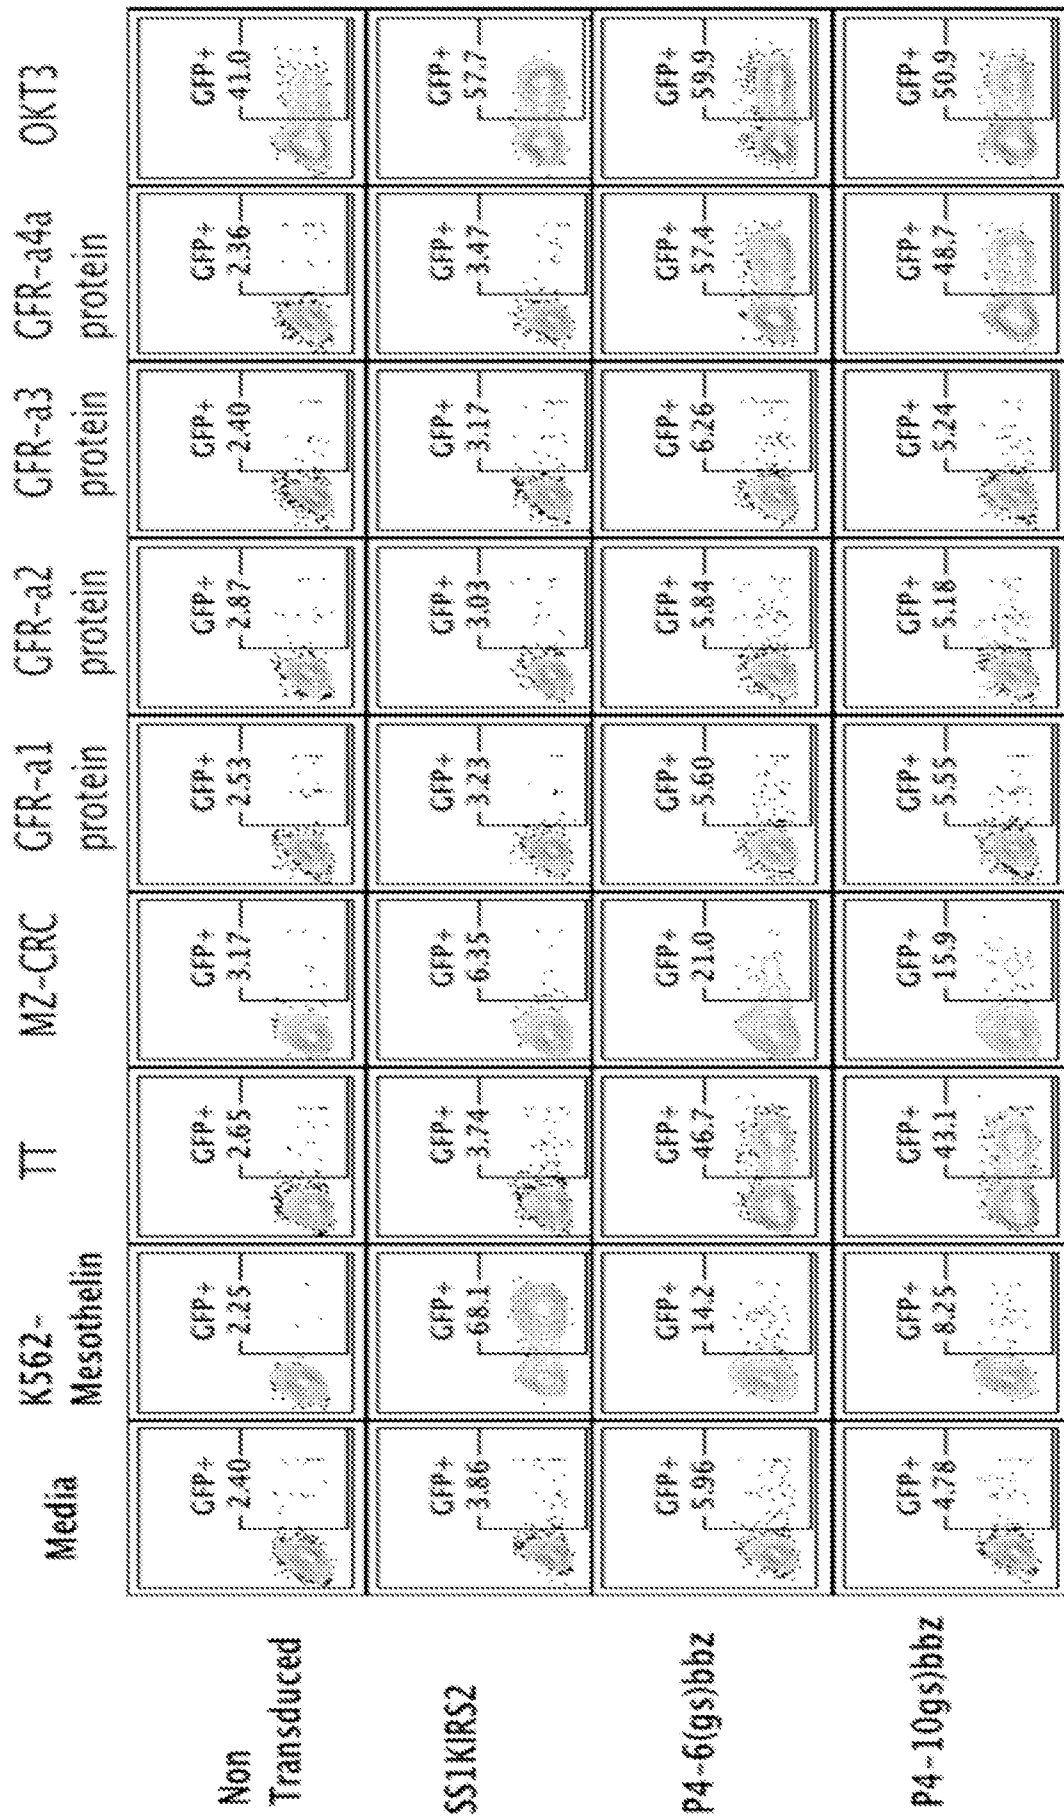 Media
K562-
Mesothelin
TT
MZ-CRC
GFR-a1
protein
GFR-a2
protein
GFR-a3
protein
GFR-a4a
protein
OKT3
Non
Transduced
GFP+
2.40
GFP+
2.25
GFP+
2.65
GFP+
3.17
GFP+
2.53
GFP+
2.87
GFP+
2.40
GFP+
2.36
GFP+
41.0
SS1KIRS2
GFP+
3.86
GFP+
68.1
GFP+
3.74
GFP+
6.35
GFP+
3.23
GFP+
3.03
GFP+
3.17
GFP+
3.47
GFP+
57.7
P4-6(gs)bbz
GFP+
5.96
GFP+
14.2
GFP+
46.7
GFP+
21.0
GFP+
5.60
GFP+
5.84
GFP+
6.26
GFP+
57.4
GFP+
59.9
P4-10gs)bbz
GFP+
4.78
GFP+
8.25
GFP+
43.1
GFP+
15.9
GFP+
5.55
GFP+
5.18
GFP+
5.24
GFP+
48.7
GFP+
50.9